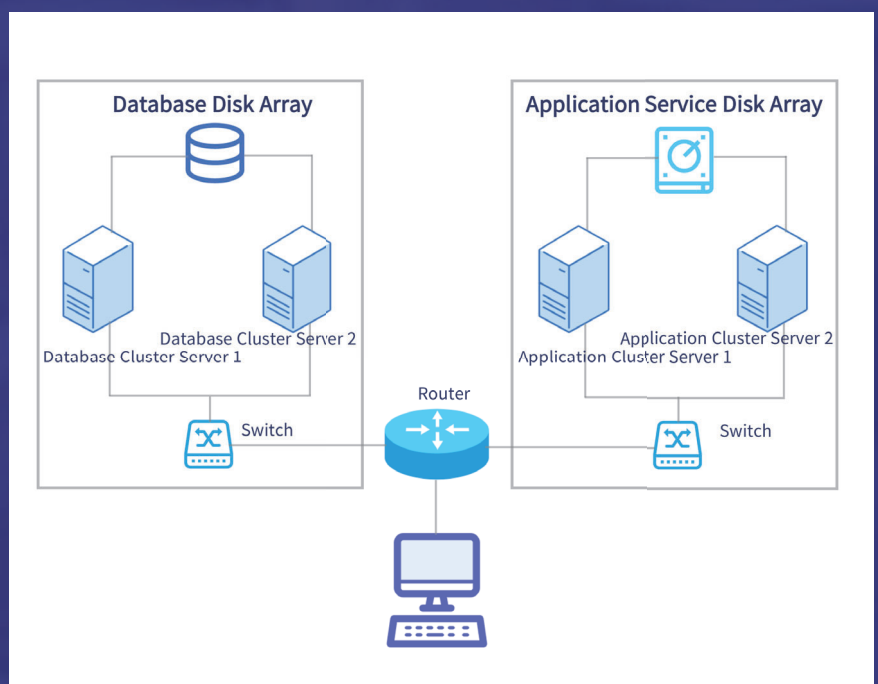 Database Disk Array
Application Service Disk Array
Database Cluster Server 2
Database Cluster Server 1
Application Cluster Server 2
Application Cluster Server 1
Router
Switch
Switch